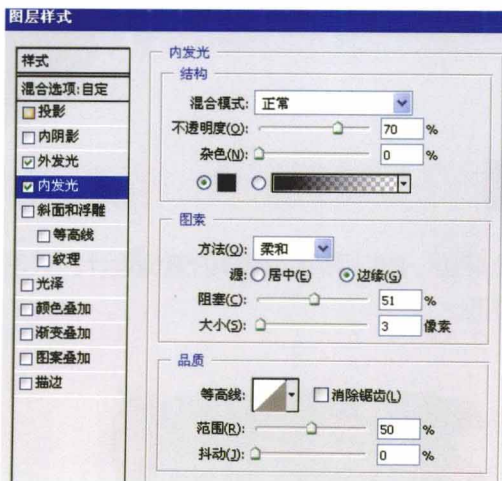 图层样式
样式
混合选项:自定
投影
内阴影
外发光
内发光
斜面和浮雕
等高线
纹理
光泽
颜色叠加
渐变叠加
图案叠加
描边
内发光
结构
混合模式: 正常
不透明度(O): 70 %
杂色(N): 0 %
图素
方法(Q): 柔和
源: 居中(E) 边缘(G)
阻塞(C): 51 %
大小(S): 3 像素
品质
等高线: 消除锯齿(L)
范围(R): 50 %
抖动(J): 0 %